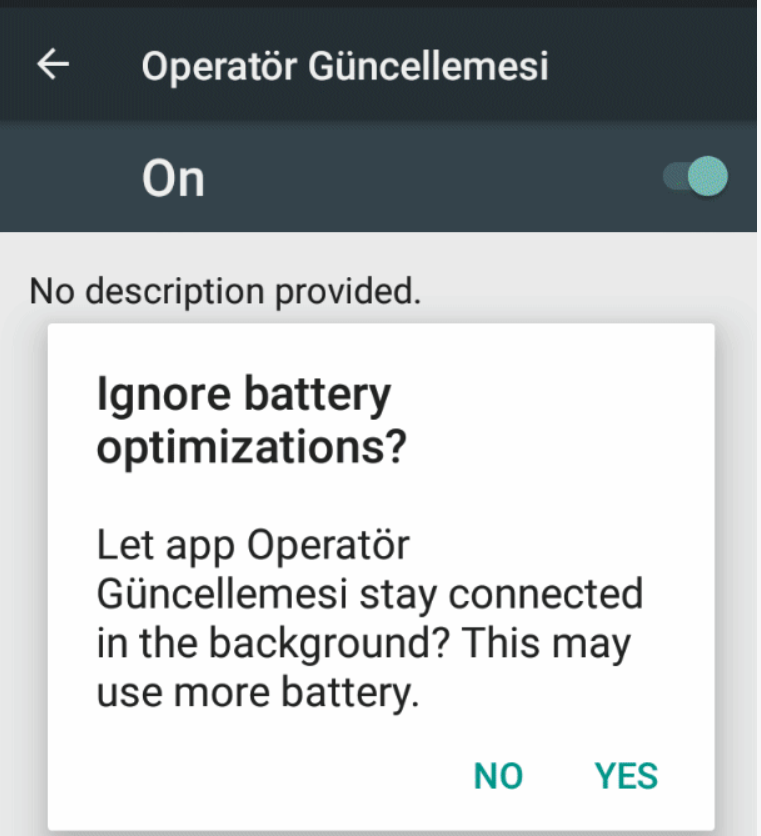 Operatör Güncellemesi
On
No description provided.
Ignore battery
optimizations?
Let app Operatör
Güncellemesi stay connected
in the background? This may
use more battery.
NO YES